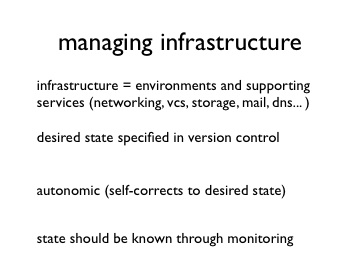 managing infrastructure
infrastructure = environments and supporting
services (networking, vcs, storage, mail, dns... )
desired state specified in version control
autonomic (self-corrects to desired state)
state should be known through monitoring